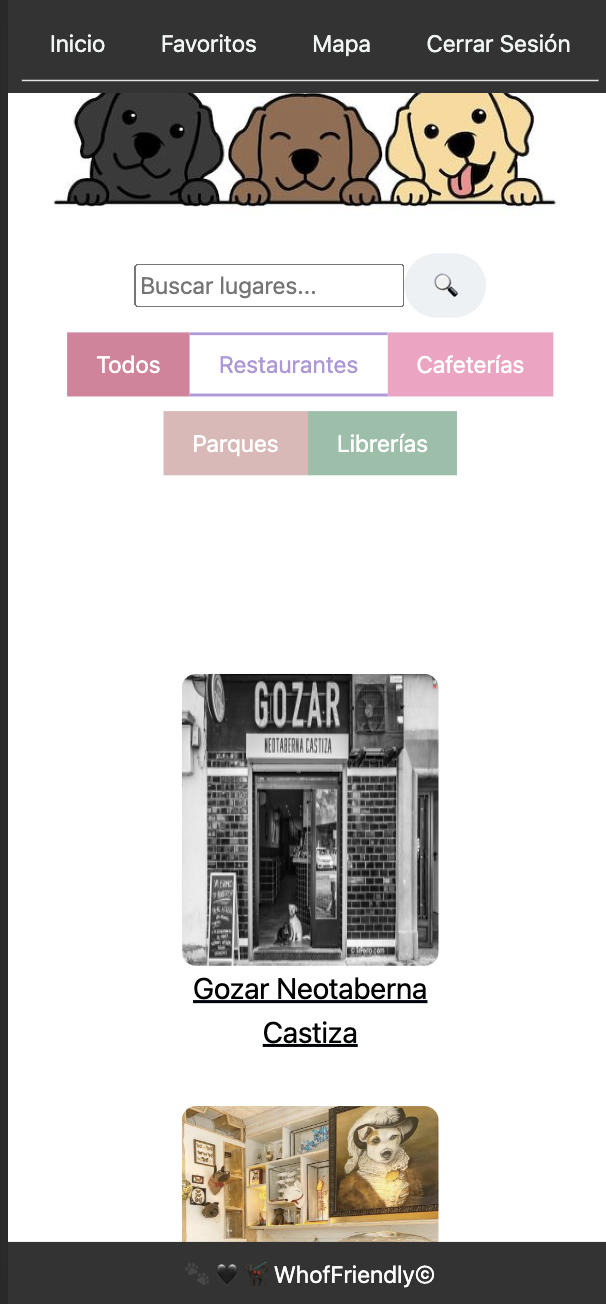 Inicio Favoritos Mapa Cerrar Sesión
Buscar lugares...
Todos Restaurantes Cafeterías
Parques Librerías
GOZAR
NEOTABERNA CASTIZA
Gozar Neotaberna
Castiza
WhofFriendly©